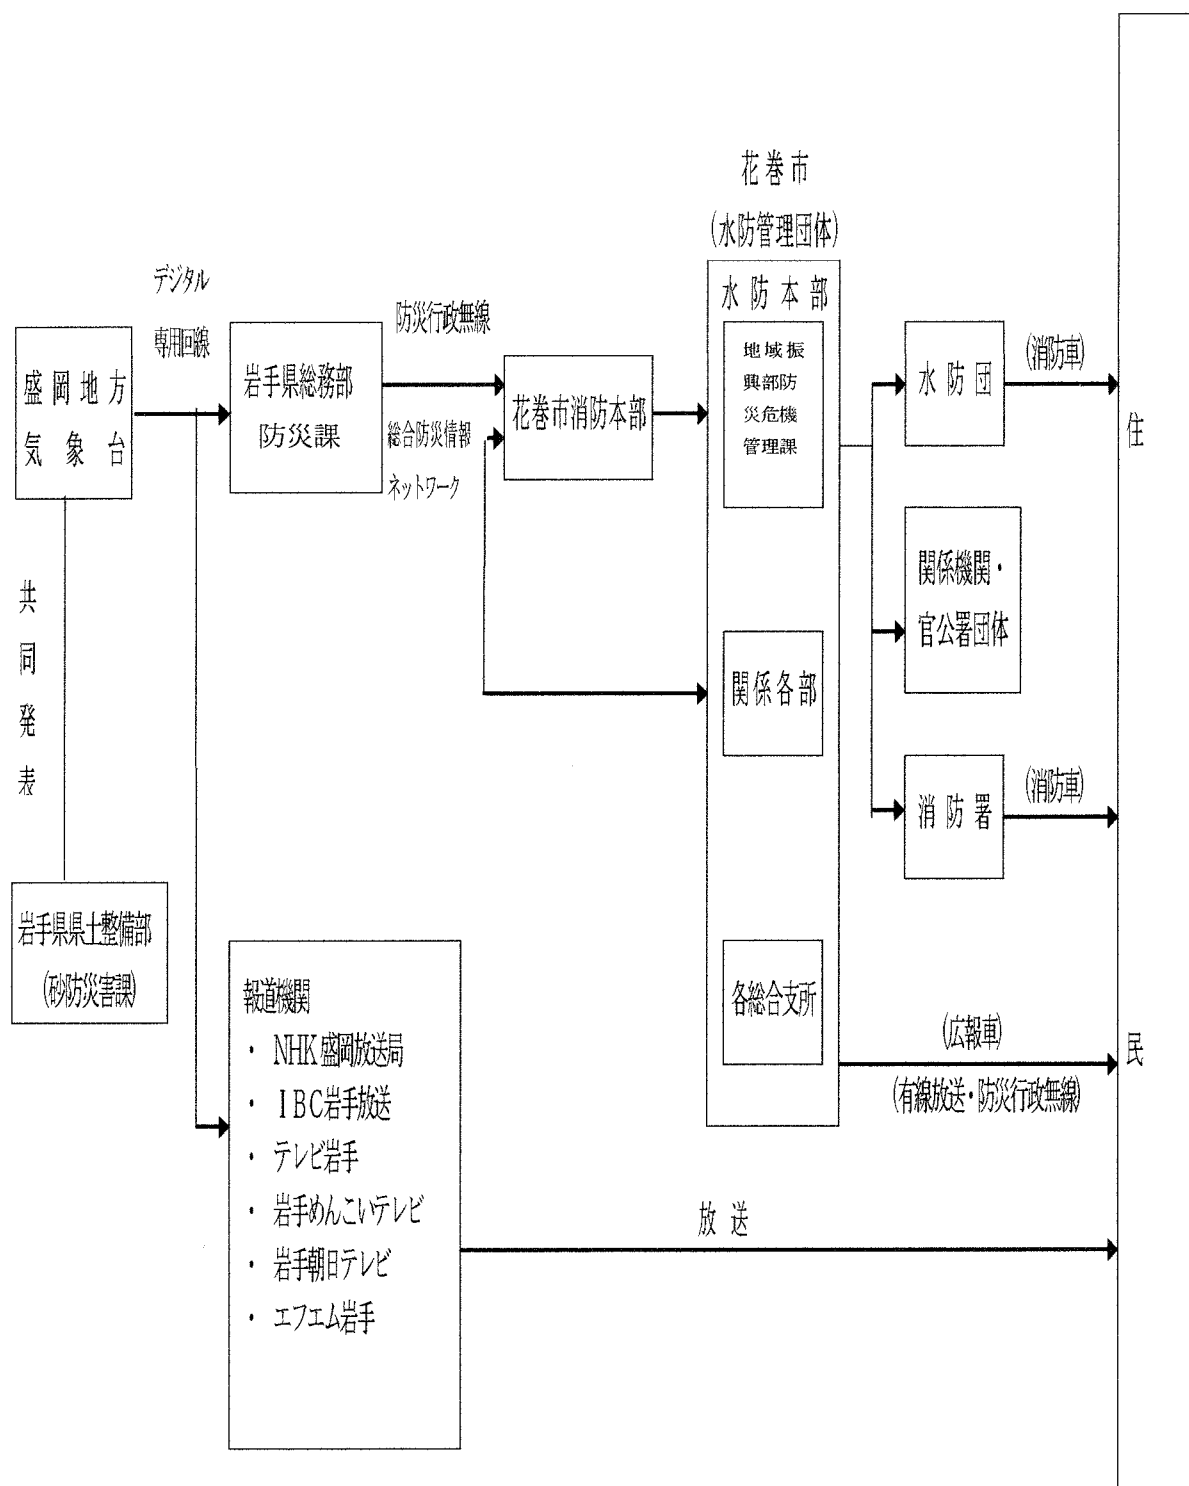 花巻市
(水防管理団体)
水防本部
デジタル
専用回線
防災行政無線
盛岡地方
気象台
岩手県総務部
防災課
総合防災情報
ネットワーク
花巻市消防本部
地域振
興部防
災危機
管理課
水防団
(消防車)
関係機関・
官公署団体
関係各部
消防署
(消防車)
共同発表
岩手県県土整備部
(砂防災害課)
各総合支所
(広報車)
(有線放送・防災行政無線)
報道機関
・ NHK盛岡放送局
・ IBC岩手放送
・ テレビ岩手
・ 岩手めんこいテレビ
・ 岩手朝日テレビ
・ エフエム岩手
放送
住民